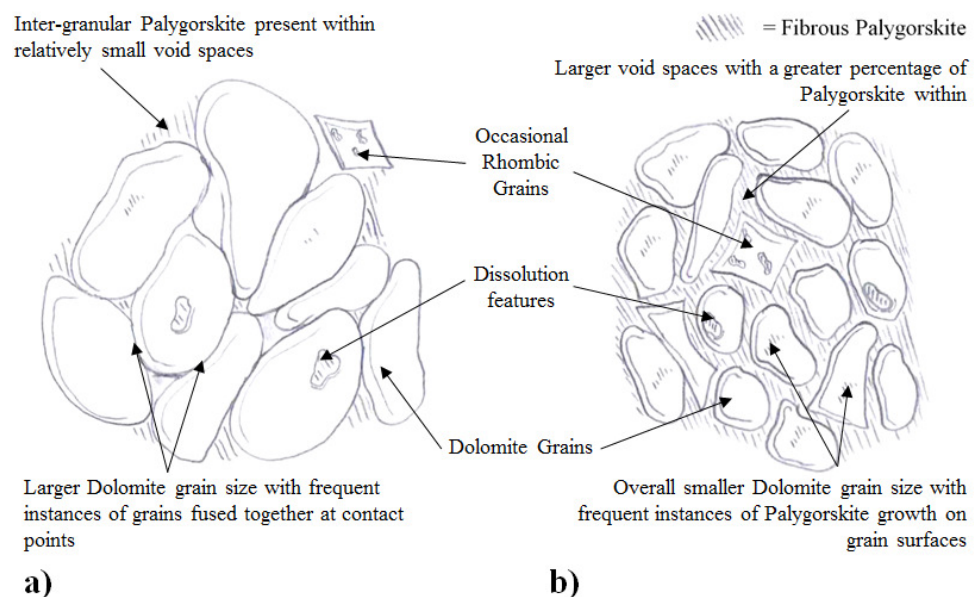 Inter-granular Palygorskite present within
relatively small void spaces
= Fibrous Palygorskite
Larger void spaces with a greater percentage of
Palygorskite within
Occasional
Rhombic
Grains
Dissolution
features
Dolomite Grains
Larger Dolomite grain size with frequent
instances of grains fused together at contact
points
Overall smaller Dolomite grain size with
frequent instances of Palygorskite growth on
grain surfaces
a)
b)